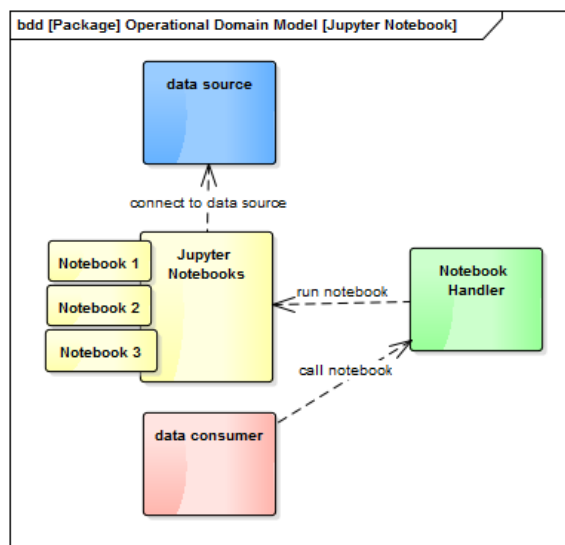 bdd [Package] Operational Domain Model [Jupyter Notebook]
data source
connect to data source
Jupyter
Notebooks
Notebook 1
Notebook 2
Notebook 3
Notebook
Handler
run notebook
call notebook
data consumer